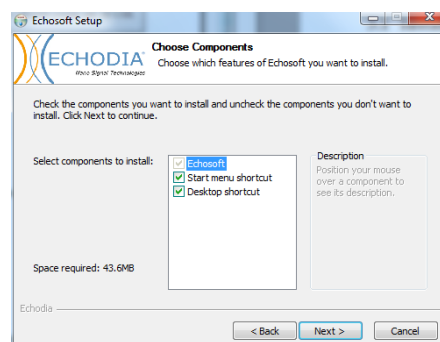 Echosoft Setup
ECHODIA
Choose Components
Choose which features of Echosoft you want to install.
Check the components you want to install and uncheck the components you don't want to
install. Click Next to continue.
Select components to install:
Echosoft
Start menu shortcut
Desktop shortcut
Description
Position your mouse
over a component to
see its description.
Space required: 43.6MB
Echodia
< Back
Next >
Cancel